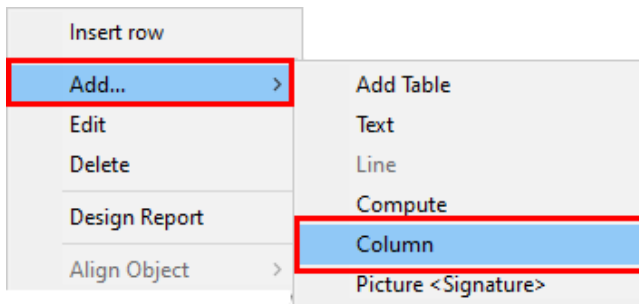 Insert row
Add...
Edit
Delete
Design Report
Align Object
Add Table
Text
Line
Compute
Column
Picture <Signature>